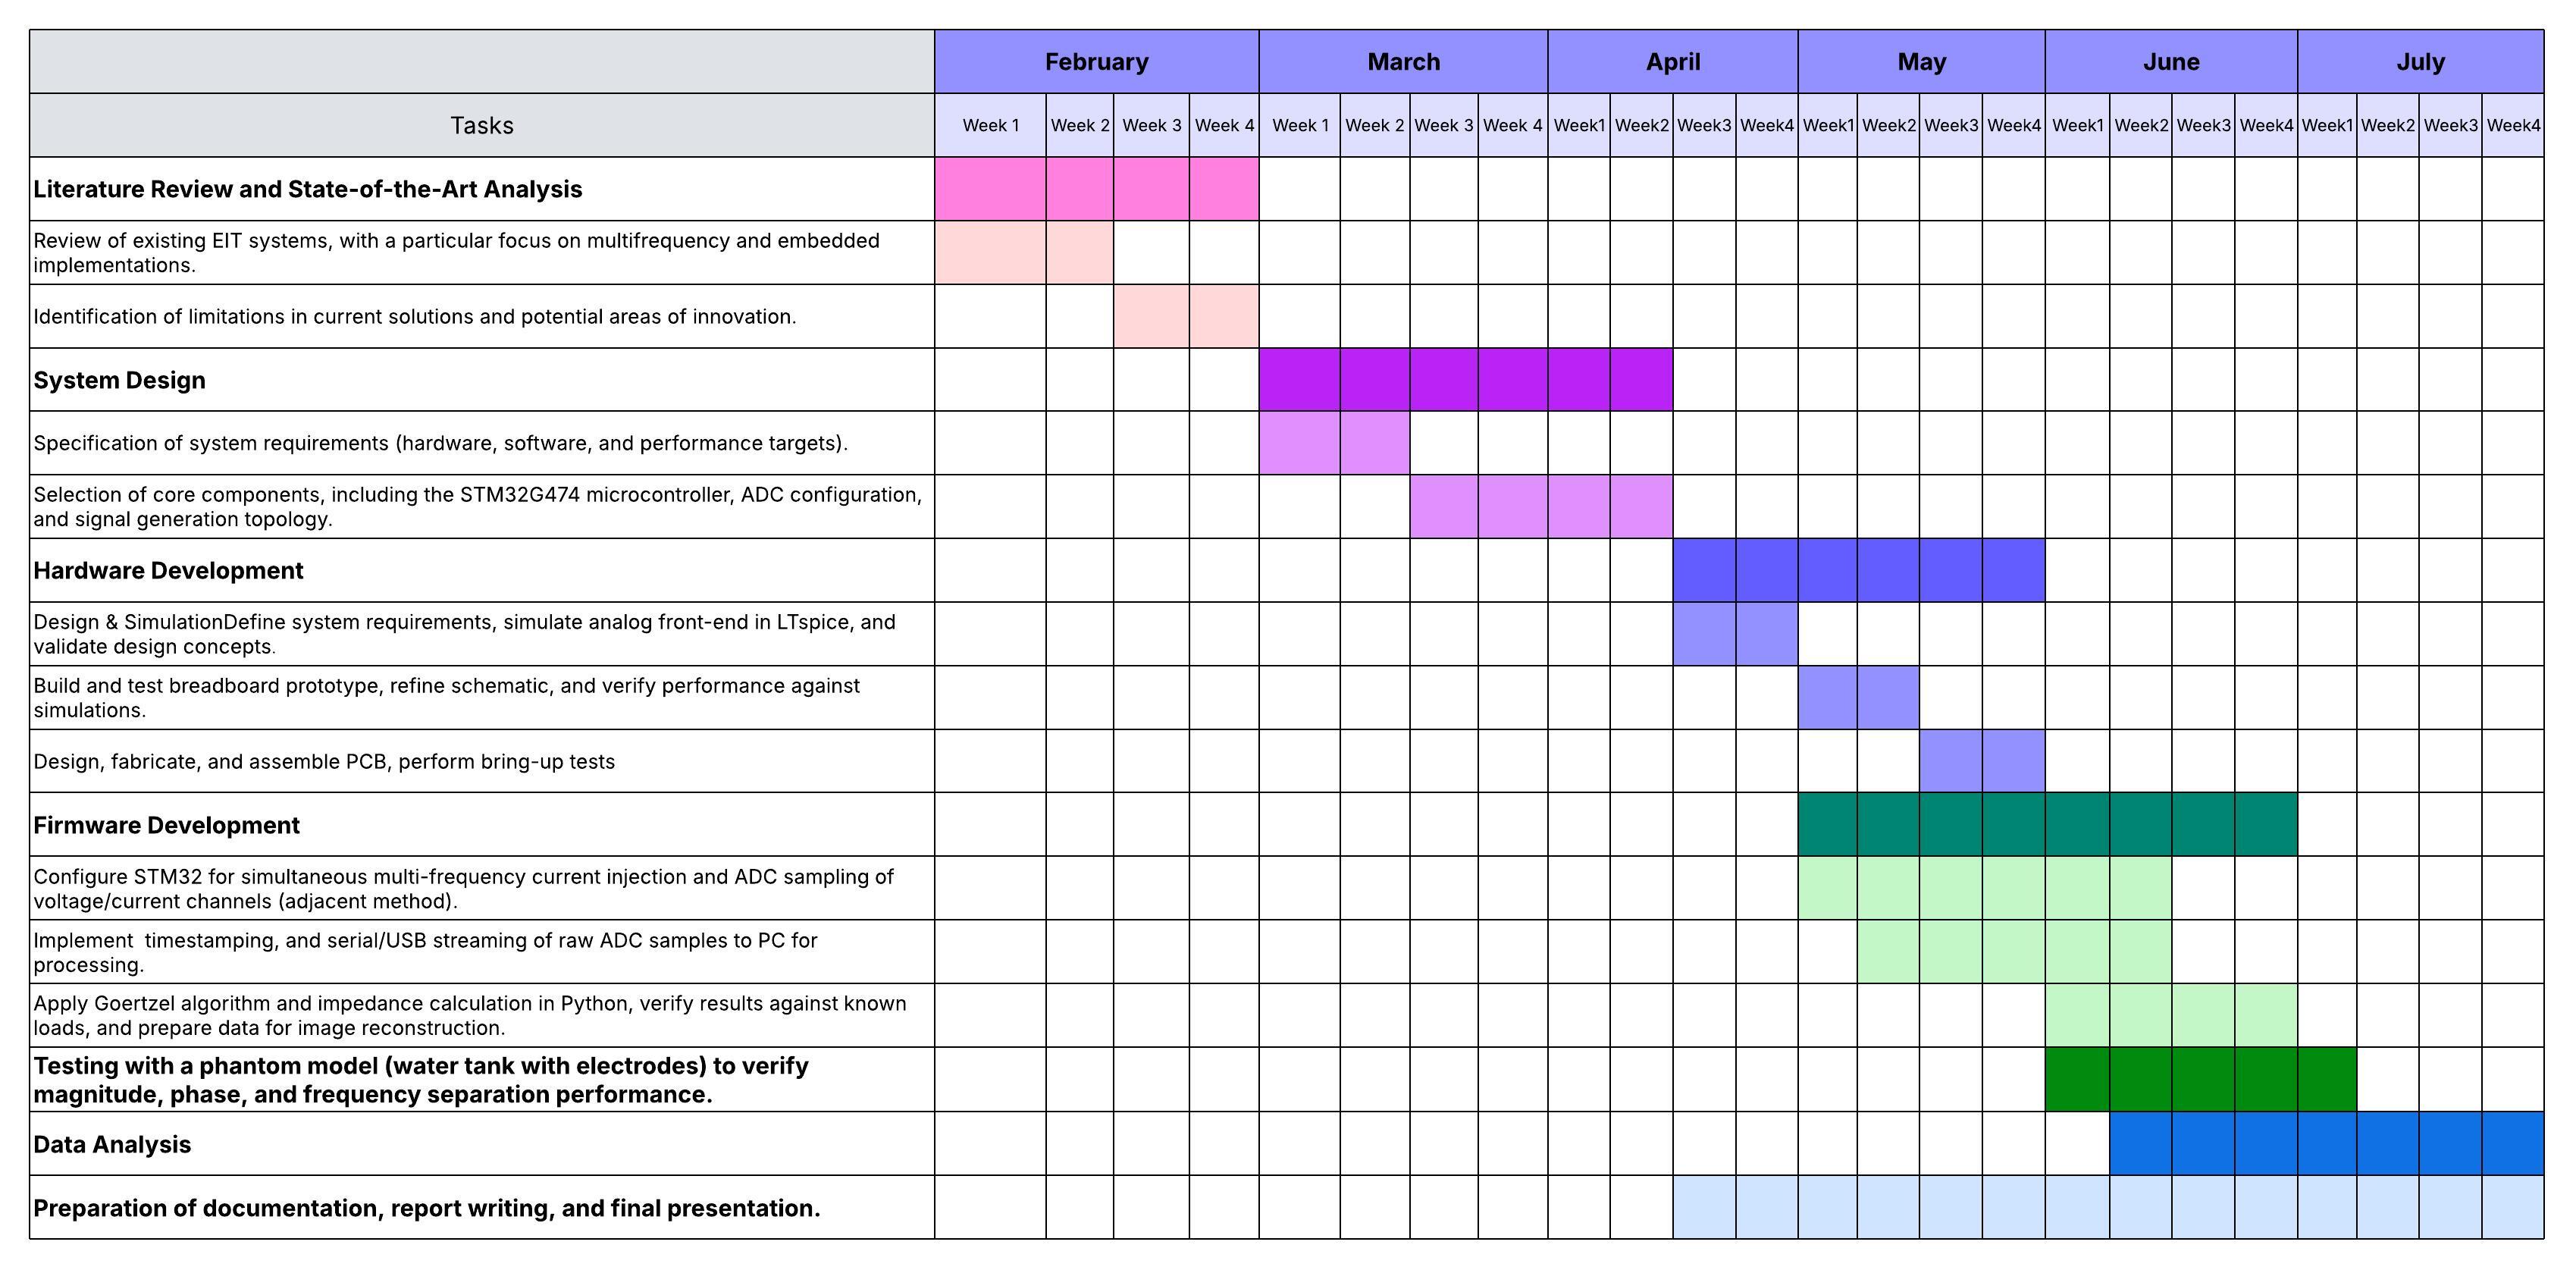 February
March
April
May
June
July
Tasks
Week 1
Week 2
Week 3
Week 4
Week 1
Week 2
Week 3
Week 4
Week1
Week2
Week3
Week4
Week1
Week2
Week3
Week4
Week1
Week2
Week3
Week4
Week1
Week2
Week3
Week4
Literature Review and State-of-the-Art Analysis
Review of existing EIT systems, with a particular focus on multifrequency and embedded
implementations.
Identification of limitations in current solutions and potential areas of innovation.
System Design
Specification of system requirements (hardware, software, and performance targets).
Selection of core components, including the STM32G474 microcontroller, ADC configuration,
and signal generation topology.
Hardware Development
Design & SimulationDefine system requirements, simulate analog front-end in LTspice, and
validate design concepts.
Build and test breadboard prototype, refine schematic, and verify performance against
simulations.
Design, fabricate, and assemble PCB, perform bring-up tests
Firmware Development
Configure STM32 for simultaneous multi-frequency current injection and ADC sampling of
voltage/current channels (adjacent method).
Implement timestamping, and serial/USB streaming of raw ADC samples to PC for
processing.
Apply Goertzel algorithm and impedance calculation in Python, verify results against known
loads, and prepare data for image reconstruction.
Testing with a phantom model (water tank with electrodes) to verify
magnitude, phase, and frequency separation performance.
Data Analysis
Preparation of documentation, report writing, and final presentation.